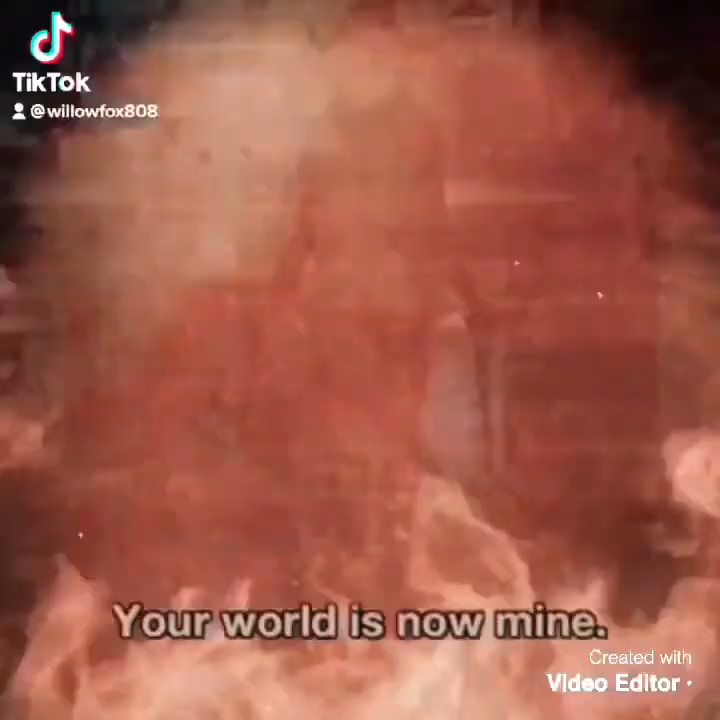 TikTok
@willowfox808
Your world is now mine.
Created with
Video Editor